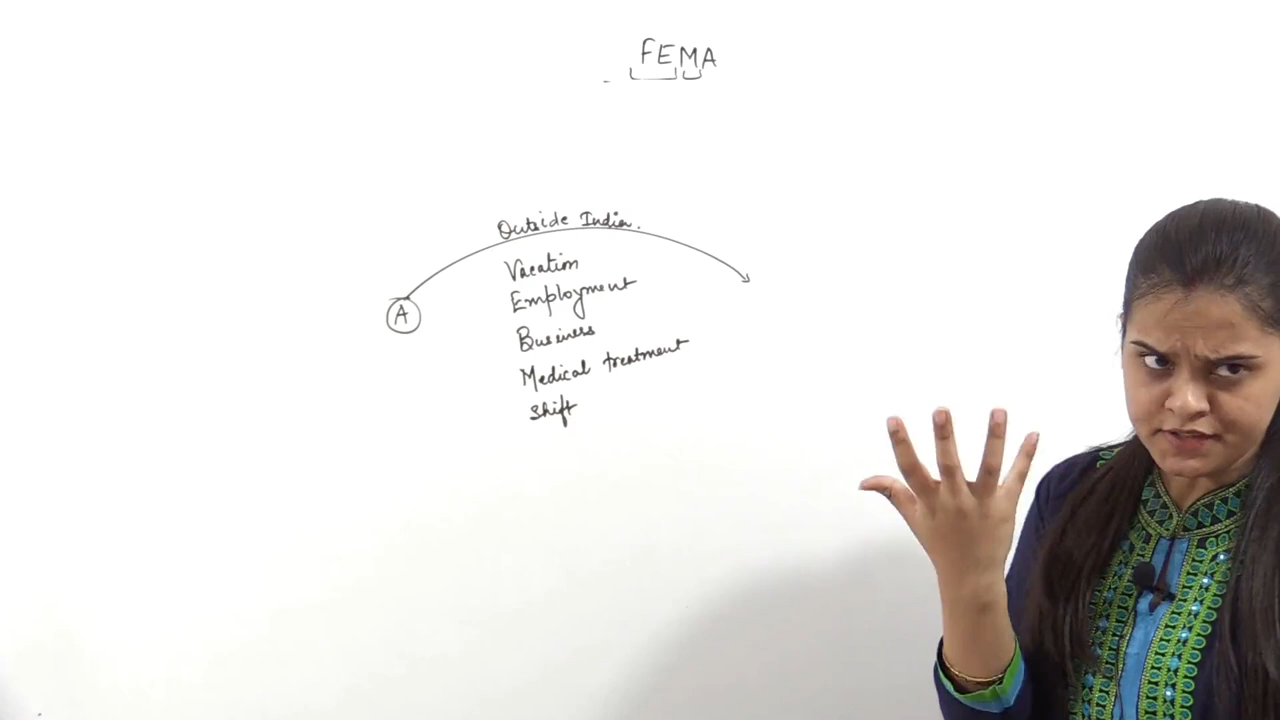 FEMA
Outside India.
A
Vacation
Employment
Business
Medical treatment
Shift